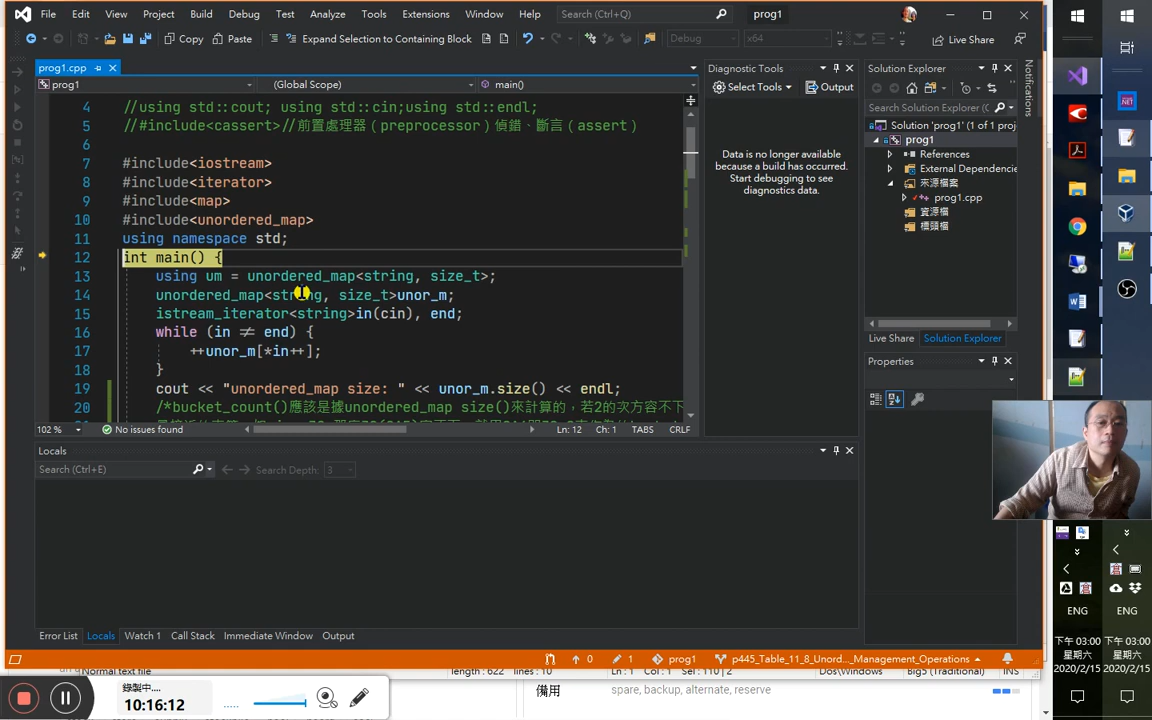 File Edit View Project Build Debug Test Analyze Tools Extensions Window Help Search (Ctrl+Q) prog1
Copy Paste Expand Selection to Containing Block Debug x64 Live Share
prog1.cpp
prog1 (Global Scope) main()
4 //using std::cout; using std::cin;using std::endl;
5 //#include<cassert>//前置處理器(preprocessor)偵錯、斷言(assert)
6
7 #include<iostream>
8 #include<iterator>
9 #include<map>
10 #include<unordered_map>
11 using namespace std;
12 int main() {
13 using um = unordered_map<string, size_t>;
14 unordered_map<string, size_t>unor_m;
15 istream_iterator<string>in(cin), end;
16 while (in ≠ end) {
17 ++unor_m[*in++];
18 }
19 cout << "unordered_map size: " << unor_m.size() << endl;
20 /*bucket_count()應該是據unordered_map size()來計算的,若2的次方容不下
102 % No issues found Ln: 12 Ch: 1 TABS CRLF
Diagnostic Tools
Select Tools Output
Data is no longer available
because a build has occurred.
Start debugging to see
diagnostics data.
Solution Explorer
Search Solution Explorer (
Solution 'prog1' (1 of 1 proj
prog1
References
External Dependencie
來源檔案
prog1.cpp
資源檔
標頭檔
Live Share Solution Explorer
Properties
Notifications
Locals
Search (Ctrl+E) Search Depth: 3
Error List Locals Watch 1 Call Stack Immediate Window Output
0 1 prog1 p445_Table_11_8_Unord..._Management_Operations
Normal text file length : 622 lines : 10 Ln : 1 Col : 1 Sel : 110 | 2 Dos\Windows Big5 (Traditional) INS
錄製中...
10:16:12
備用 spare, backup, alternate, reserve
ENG ENG
下午 03:00 下午 03:00
星期六 星期六
2020/2/15 2020/2/15